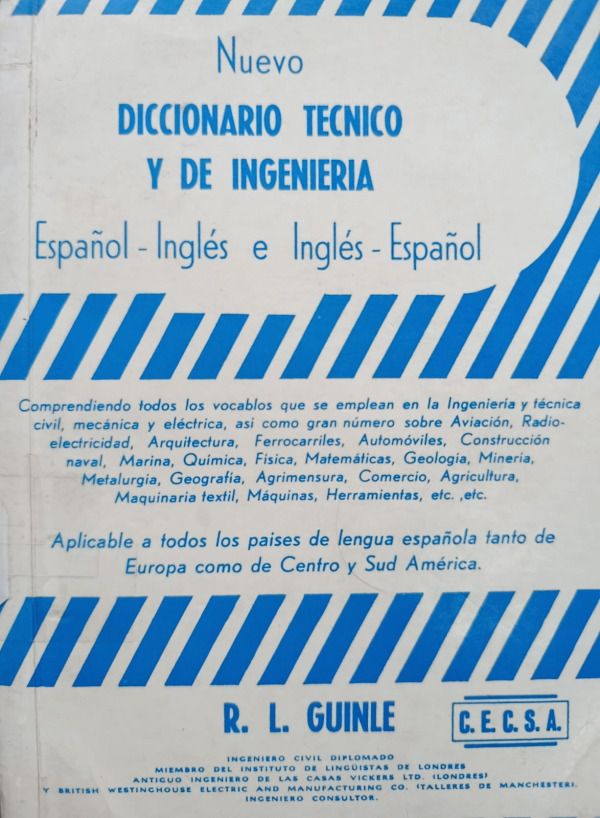 Nuevo
DICCIONARIO TECNICO
Y DE INGENIERIA
Español - Inglés e Inglés - Español
Comprendiendo todos los vocablos que se emplean en la Ingeniería y técnica
civil, mecánica y eléctrica, asi como gran número sobre Aviación, Radio-
electricidad, Arquitectura, Ferrocarriles, Automóviles, Construcción
naval, Marina, Química, Física, Matemáticas, Geología, Minería,
Metalurgia, Geografía, Agrimensura, Comercio, Agricultura,
Maquinaria textil, Máquinas, Herramientas, etc. ,etc.
Aplicable a todos los paises de lengua española tanto de
Europa como de Centro y Sud América.
R. L. GUINLE
C. E. C. S. A.
INGENIERO CIVIL DIPLOMADO
MIEMBRO DEL INSTITUTO DE LINGÜISTAS DE LONDRES
ANTIGUO INGENIERO DE LAS CASAS VICKERS LTD. (LONDRES)
Y BRITISH WESTINGHOUSE ELECTRIC AND MANUFACTURING CO. (TALLERES DE MANCHESTER).
INGENIERO CONSULTOR.